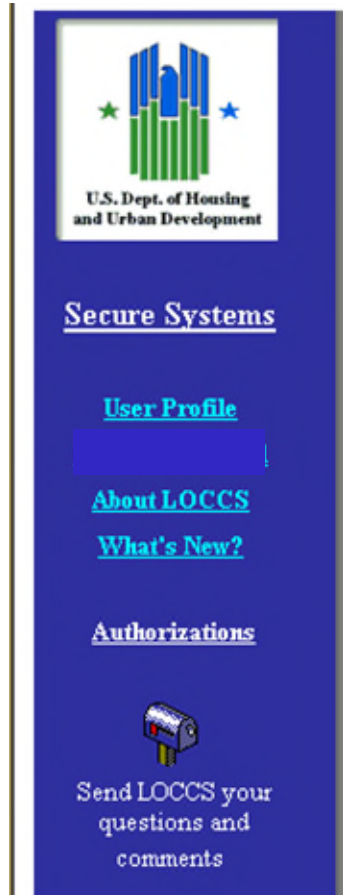 U.S. Dept. of Housing
and Urban Development
Secure Systems
User Profile
About LOCCS
What's New?
Authorizations
Send LOCCS your
questions and
comments